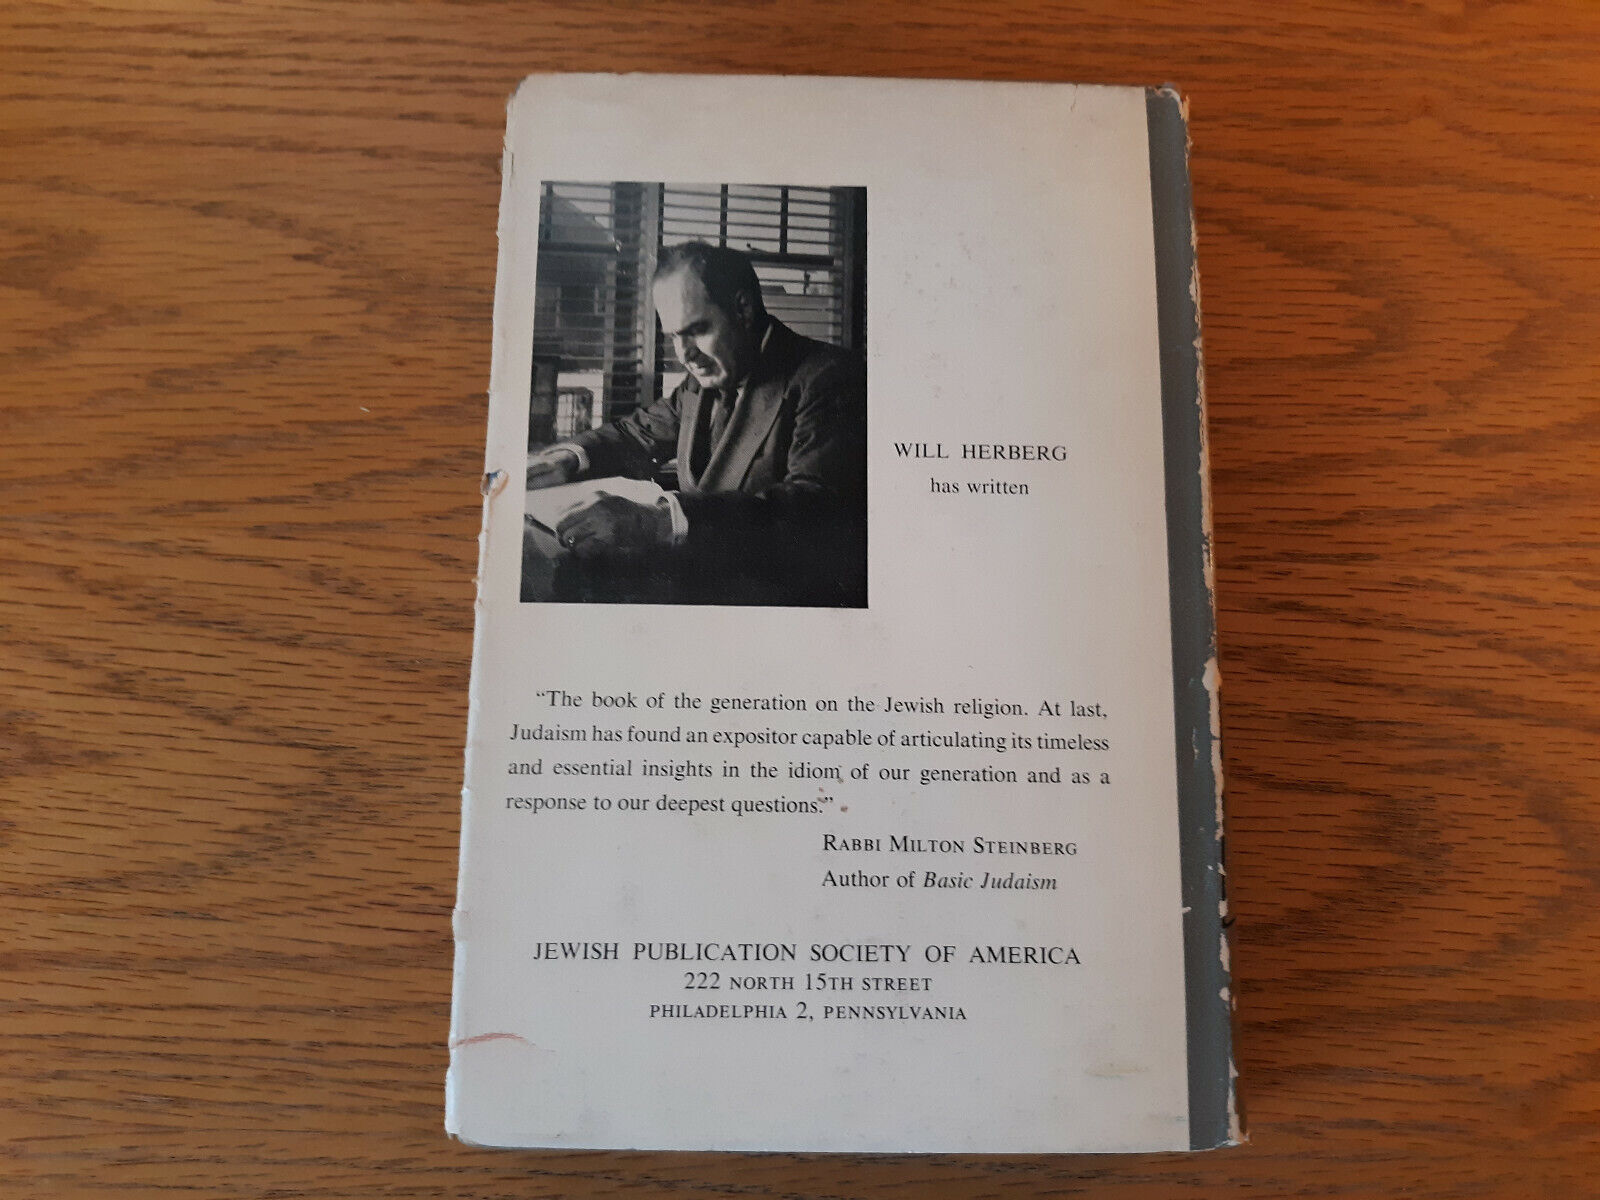 WILL HERBERG
has written
“The book of the generation on the Jewish religion. At last,
Judaism has found an expositor capable of articulating its timeless
and essential insights in the idiom of our generation and as a
response to our deepest questions.”
RABBI MILTON STEINBERG
Author of Basic Judaism
JEWISH PUBLICATION SOCIETY OF AMERICA
222 NORTH 15TH STREET
PHILADELPHIA 2, PENNSYLVANIA